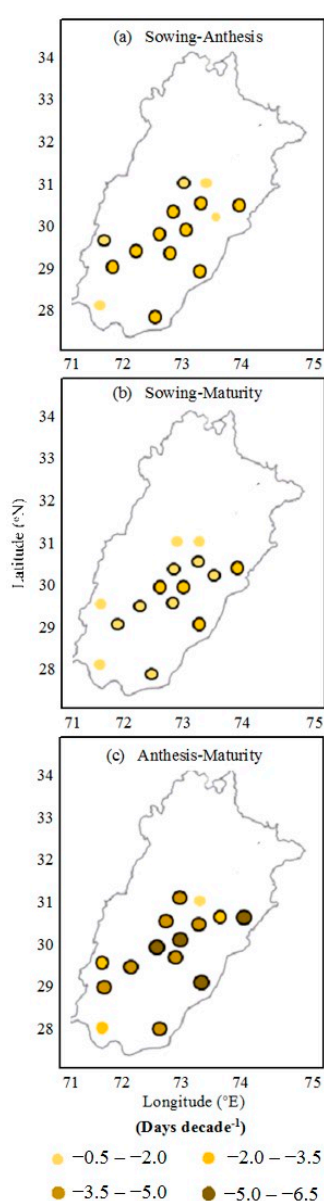 (a) Sowing-Anthesis
34
33
32
31
30
29
28
71 72 73 74 75
(b) Sowing-Maturity
34
33
32
31
30
29
28
Latitude (°N)
71 72 73 74 75
(c) Anthesis-Maturity
34
33
32
31
30
29
28
71 72 73 74 75
Longitude (°E)
(Days decade⁻¹)
−0.5 – −2.0 −2.0 – −3.5
−3.5 – −5.0 −5.0 – −6.5